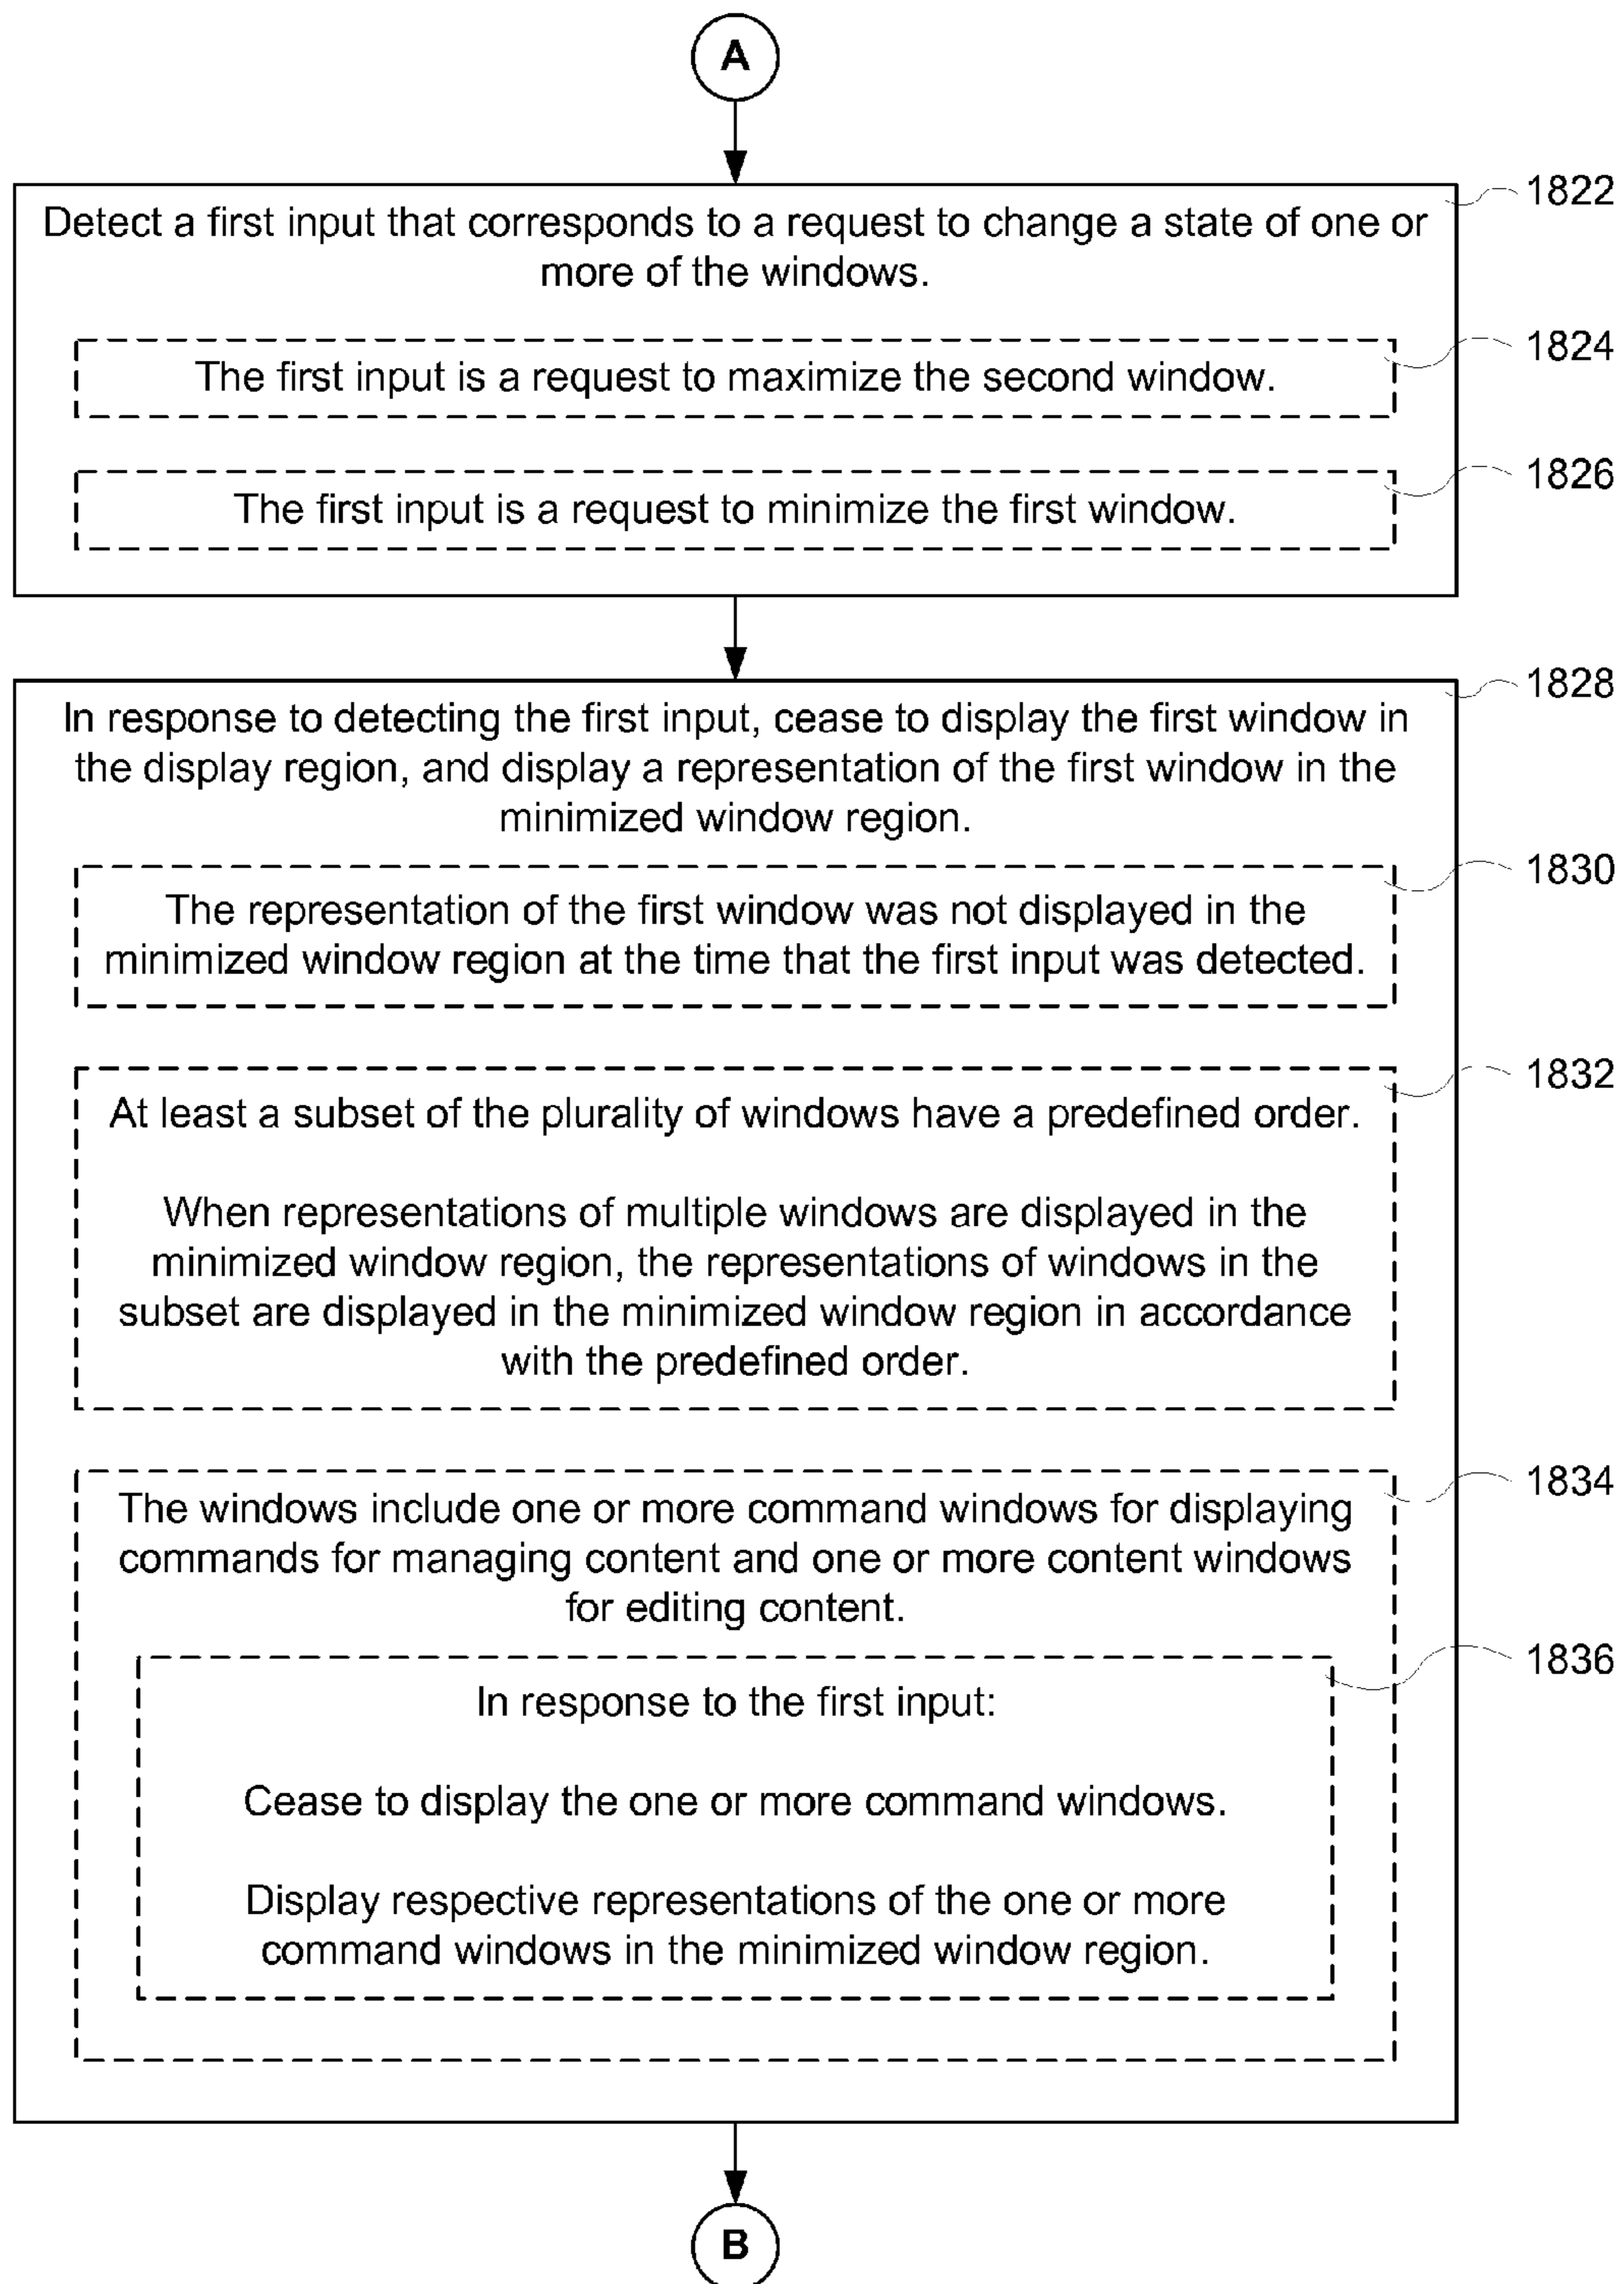 A
1822
Detect a first input that corresponds to a request to change a state of one or
more of the windows.
1824
The first input is a request to maximize the second window.
1826
The first input is a request to minimize the first window.
1828
In response to detecting the first input, cease to display the first window in
the display region, and display a representation of the first window in the
minimized window region.
1830
The representation of the first window was not displayed in the
minimized window region at the time that the first input was detected.
1832
At least a subset of the plurality of windows have a predefined order.
When representations of multiple windows are displayed in the
minimized window region, the representations of windows in the
subset are displayed in the minimized window region in accordance
with the predefined order.
1834
The windows include one or more command windows for displaying
commands for managing content and one or more content windows
for editing content.
1836
In response to the first input:
Cease to display the one or more command windows.
Display respective representations of the one or more
command windows in the minimized window region.
B